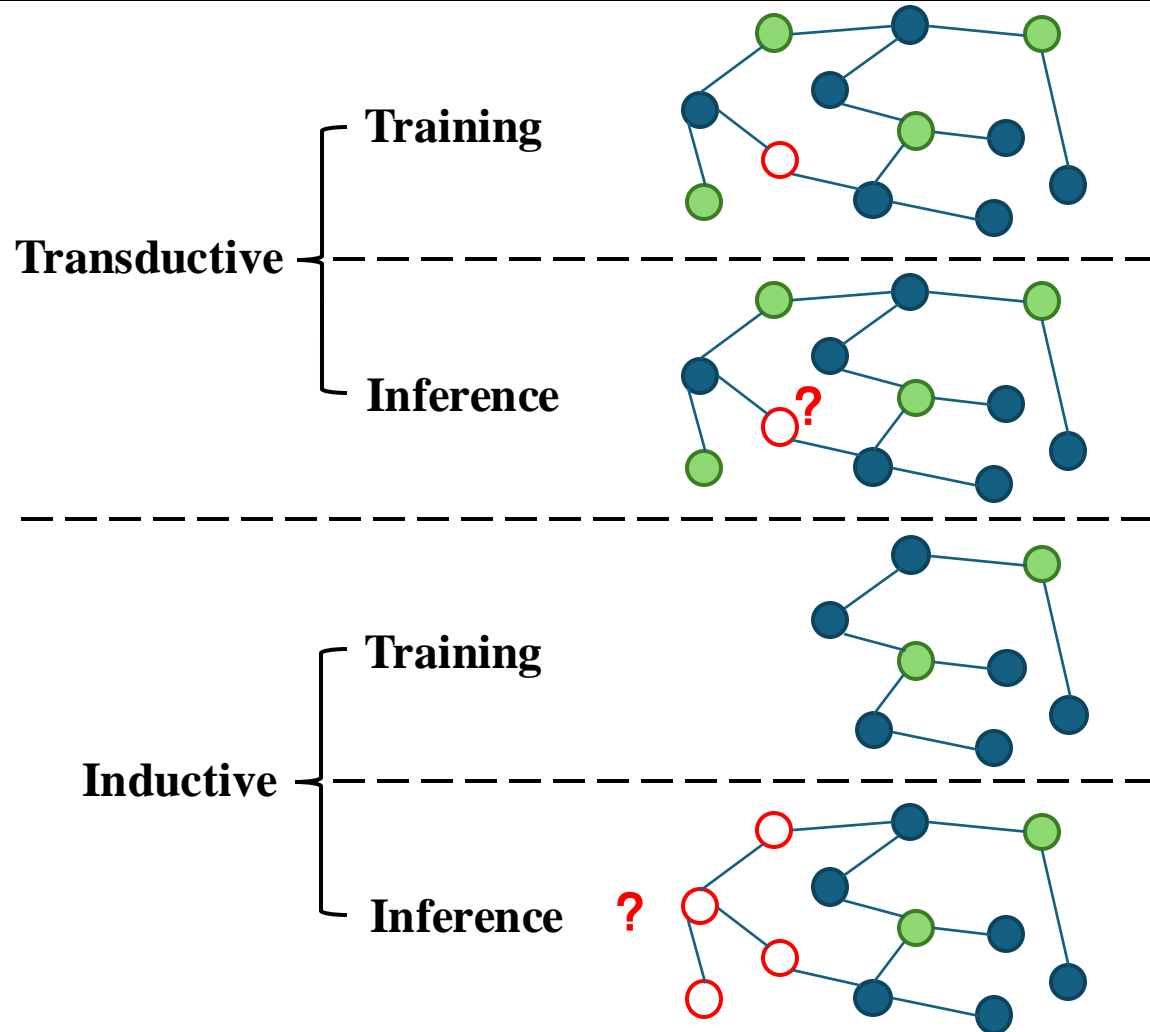 Training
Transductive
Inference
?
Training
Inductive
Inference
?